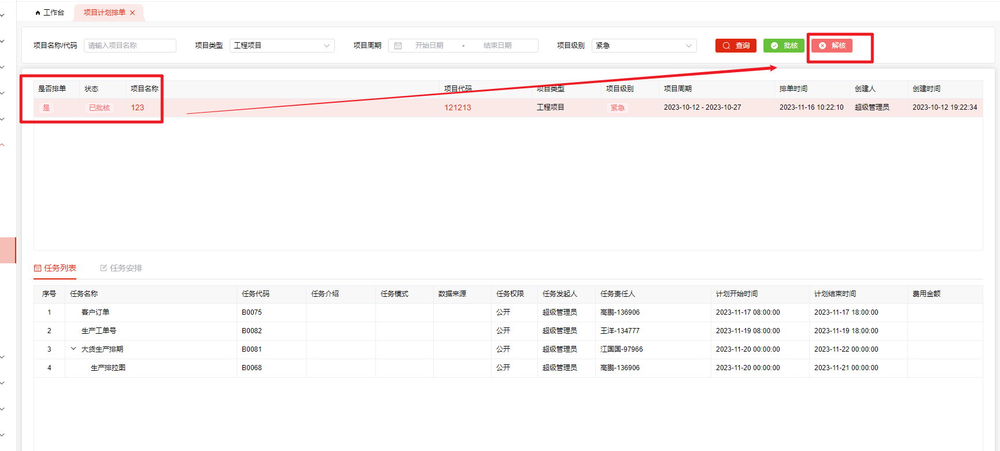 工作台 项目计划排单
项目名称/代码 请输入项目名称 项目类型 工程项目 项目周期 开始日期 - 结束日期 项目级别 紧急 查询 批核 解核
是否排单 状态 项目名称 项目代码 项目类型 项目级别 项目周期 排单时间 创建人 创建时间
是 已批核 123 121213 工程项目 紧急 2023-10-12 - 2023-10-27 2023-11-16 10:22:10 超级管理员 2023-10-12 19:22:34
任务列表 任务安排
序号 任务名称 任务代码 任务介绍 任务模式 数据来源 任务权限 任务发起人 任务责任人 计划开始时间 计划结束时间 费用金额
1 客户订单 B0075 公开 超级管理员 高鹏-136906 2023-11-17 08:00:00 2023-11-17 18:00:00
2 生产工单号 B0082 公开 超级管理员 王洋-134777 2023-11-19 08:00:00 2023-11-19 18:00:00
3 大货生产排期 B0081 公开 超级管理员 江国国-97966 2023-11-20 00:00:00 2023-11-22 00:00:00
4 生产排拉图 B0068 公开 超级管理员 高鹏-136906 2023-11-20 00:00:00 2023-11-21 00:00:00